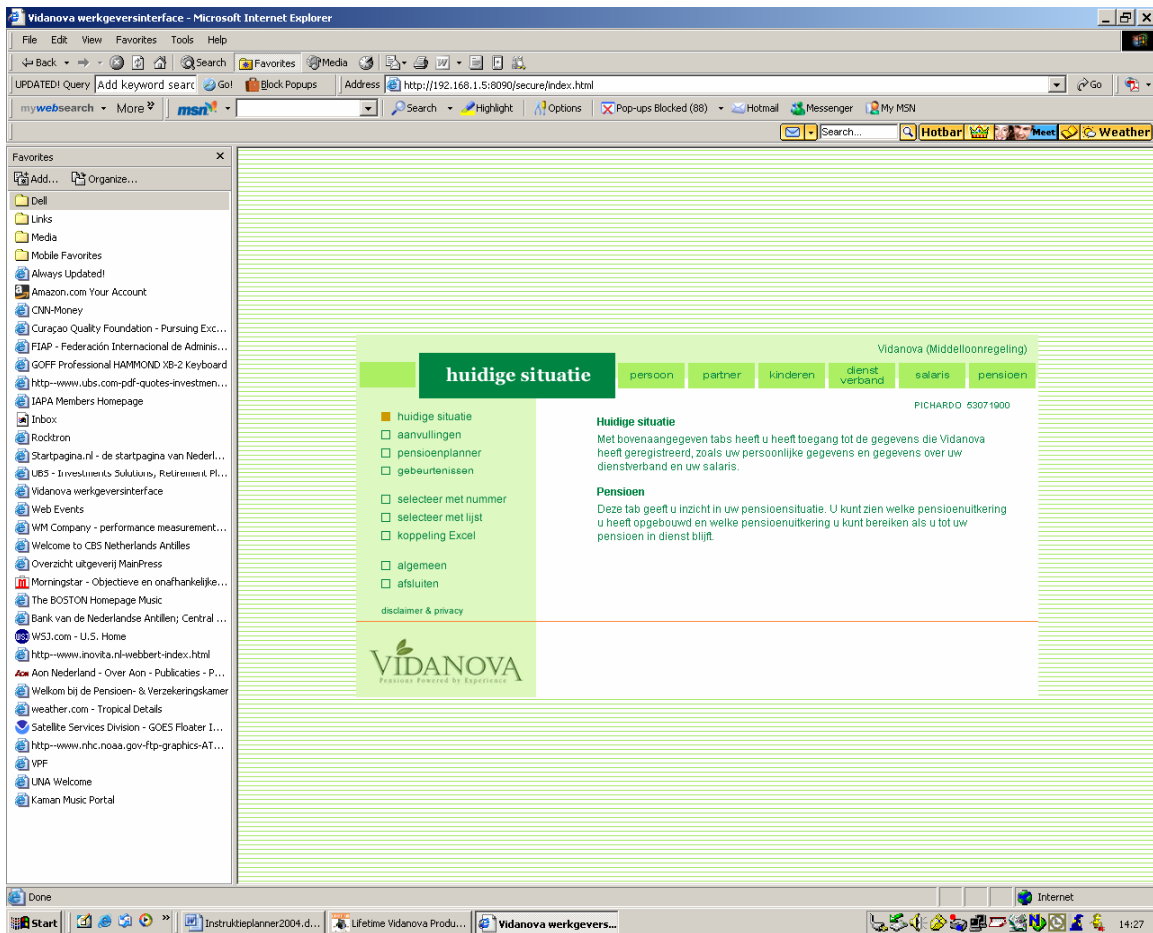 Vidanova werkgeversinterface - Microsoft Internet Explorer
File Edit View Favorites Tools Help
Back Search Favorites Media
UPDATED! Query Add keyword searc Go! Block Popups Address http://192.168.1.5:8090/secure/index.html Go
mywebsearch More msn Search Highlight Options Pop-ups Blocked (88) Hotmail Messenger My MSN
Search... Hotbar Meet Weather
Favorites
Add... Organize...
Dell
Links
Media
Mobile Favorites
Always Updated!
Amazon.com Your Account
CNN-Money
Curaçao Quality Foundation - Pursuing Exc...
FIAP - Federación Internacional de Adminis...
GOFF Professional HAMMOND XB-2 Keyboard
http--www.ubs.com-pdf-quotes-investmen...
IAPA Members Homepage
Inbox
Rocktron
Startpagina.nl - de startpagina van Nederl...
UBS - Investments Solutions, Retirement Pl...
Vidanova werkgeversinterface
Web Events
WM Company - performance measurement...
Welcome to CBS Netherlands Antilles
Overzicht uitgeverij MainPress
Morningstar - Objectieve en onafhankelijke...
The BOSTON Homepage Music
Bank van de Nederlandse Antillen; Central ...
WSJ.com - U.S. Home
http--www.inovita.nl-webbert-index.html
Aon Nederland - Over Aon - Publicaties - P...
Welkom bij de Pensioen- & Verzekeringskamer
weather.com - Tropical Details
Satellite Services Division - GOES Floater I...
http--www.nhc.noaa.gov-ftp-graphics-AT...
VPF
UNA Welcome
Kaman Music Portal
Vidanova (Middelloonregeling)
huidige situatie persoon partner kinderen dienst verband salaris pensioen
PICHARDO 53071900
huidige situatie
aanvullingen
pensioenplanner
gebeurtenissen
selecteer met nummer
selecteer met lijst
koppeling Excel
algemeen
afsluiten
disclaimer & privacy
VIDANOVA
Pensions Powered by Experience
Huidige situatie
Met bovenaangegeven tabs heeft u heeft toegang tot de gegevens die Vidanova
heeft geregistreerd, zoals uw persoonlijke gegevens en gegevens over uw
dienstverband en uw salaris.
Pensioen
Deze tab geeft u inzicht in uw pensioensituatie. U kunt zien welke pensioenuitkering
u heeft opgebouwd en welke pensioenuitkering u kunt bereiken als u tot uw
pensioen in dienst blijft.
Done Internet
Start Instruktieplanner2004.d... Lifetime Vidanova Produ... Vidanova werkgevers... 14:27